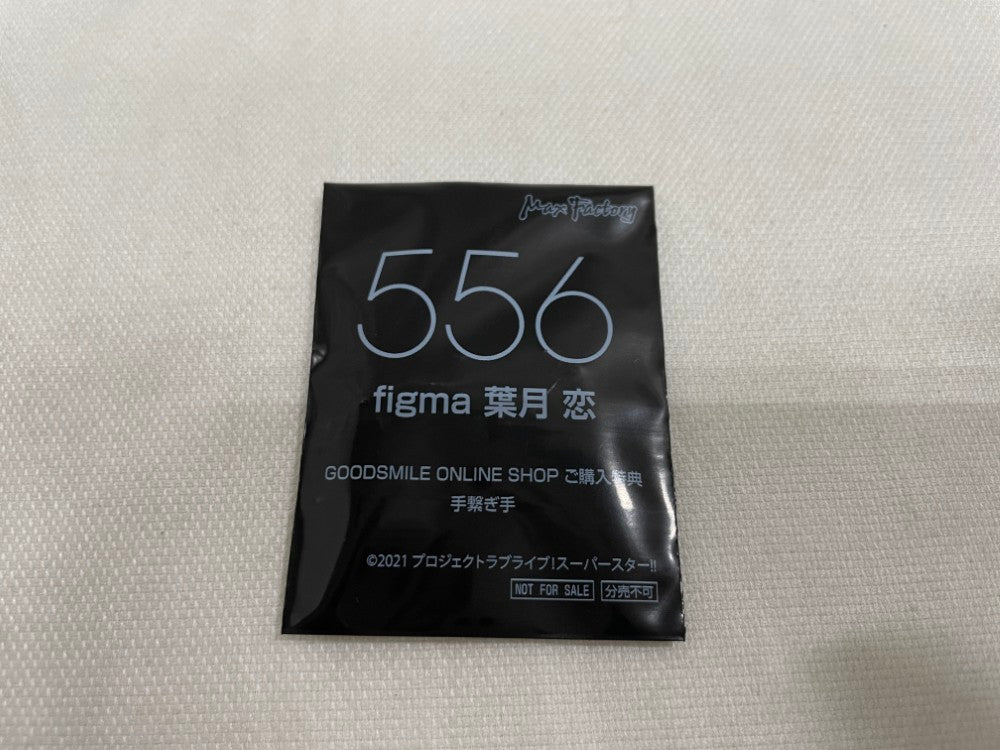 Max Factory
556
figma 葉月 恋
GOODSMILE ONLINE SHOP ご購入特典
手繋ぎ手
©2021 プロジェクトラブライブ!スーパースター!!
NOT FOR SALE 分売不可